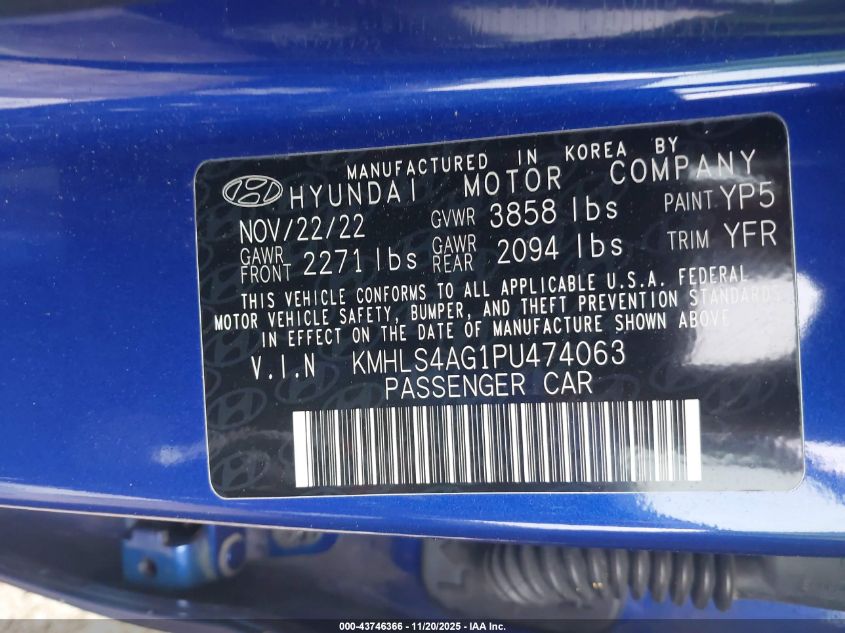 MANUFACTURED IN KOREA BY
HYUNDAI MOTOR COMPANY
NOV/22/22 GVWR 3858 lbs PAINT YP5
GAWR FRONT 2271 lbs GAWR REAR 2094 lbs TRIM YFR
THIS VEHICLE CONFORMS TO ALL APPLICABLE U.S.A. FEDERAL
MOTOR VEHICLE SAFETY, BUMPER, AND THEFT PREVENTION STANDARDS
IN EFFECT ON THE DATE OF MANUFACTURE SHOWN ABOVE
V.I.N KMHLS4AG1PU474063
PASSENGER CAR
000-43746366 | 11/20/2025 | IAA Inc.